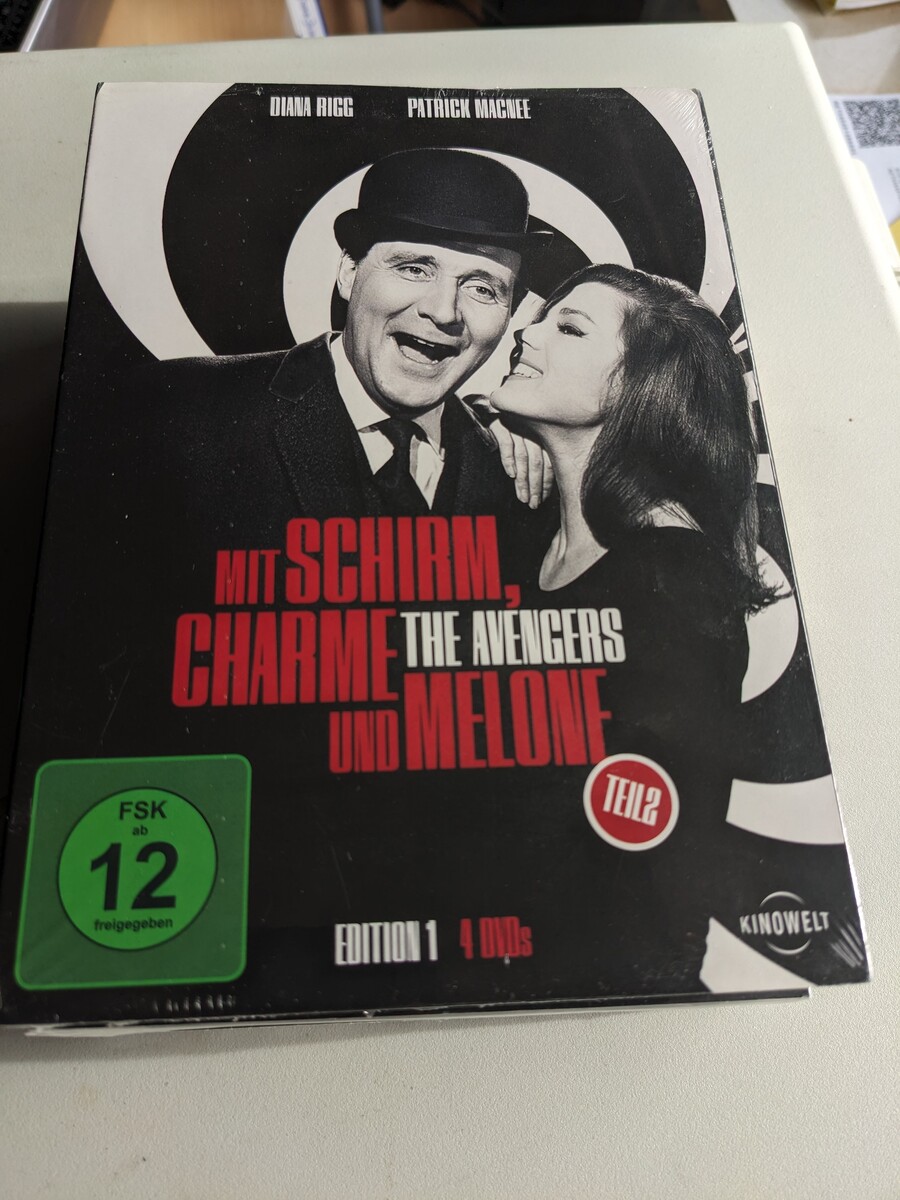 DIANA RIGG PATRICK MACNEE
MIT SCHIRM,
CHARME THE AVENGERS
UND MELONE
TEIL 2
FSK
ab
12
freigegeben
EDITION 1 4 DVDs
KINOWELT